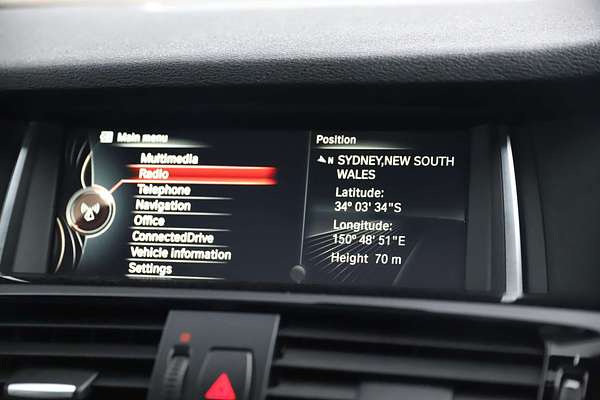 Main menu
Multimedia
Radio
Telephone
Navigation
Office
ConnectedDrive
Vehicle information
Settings
Position
N SYDNEY,NEW SOUTH
WALES
Latitude:
34° 03' 34"S
Longitude:
150° 48' 51"E
Height 70 m